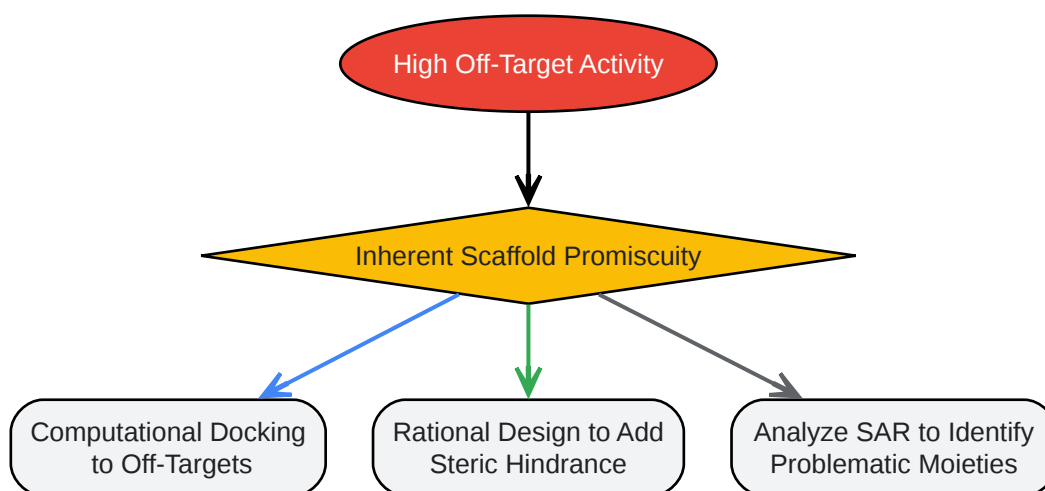 High Off-Target Activity
Inherent Scaffold Promiscuity
Computational Docking
to Off-Targets
Rational Design to Add
Steric Hindrance
Analyze SAR to Identify
Problematic Moieties